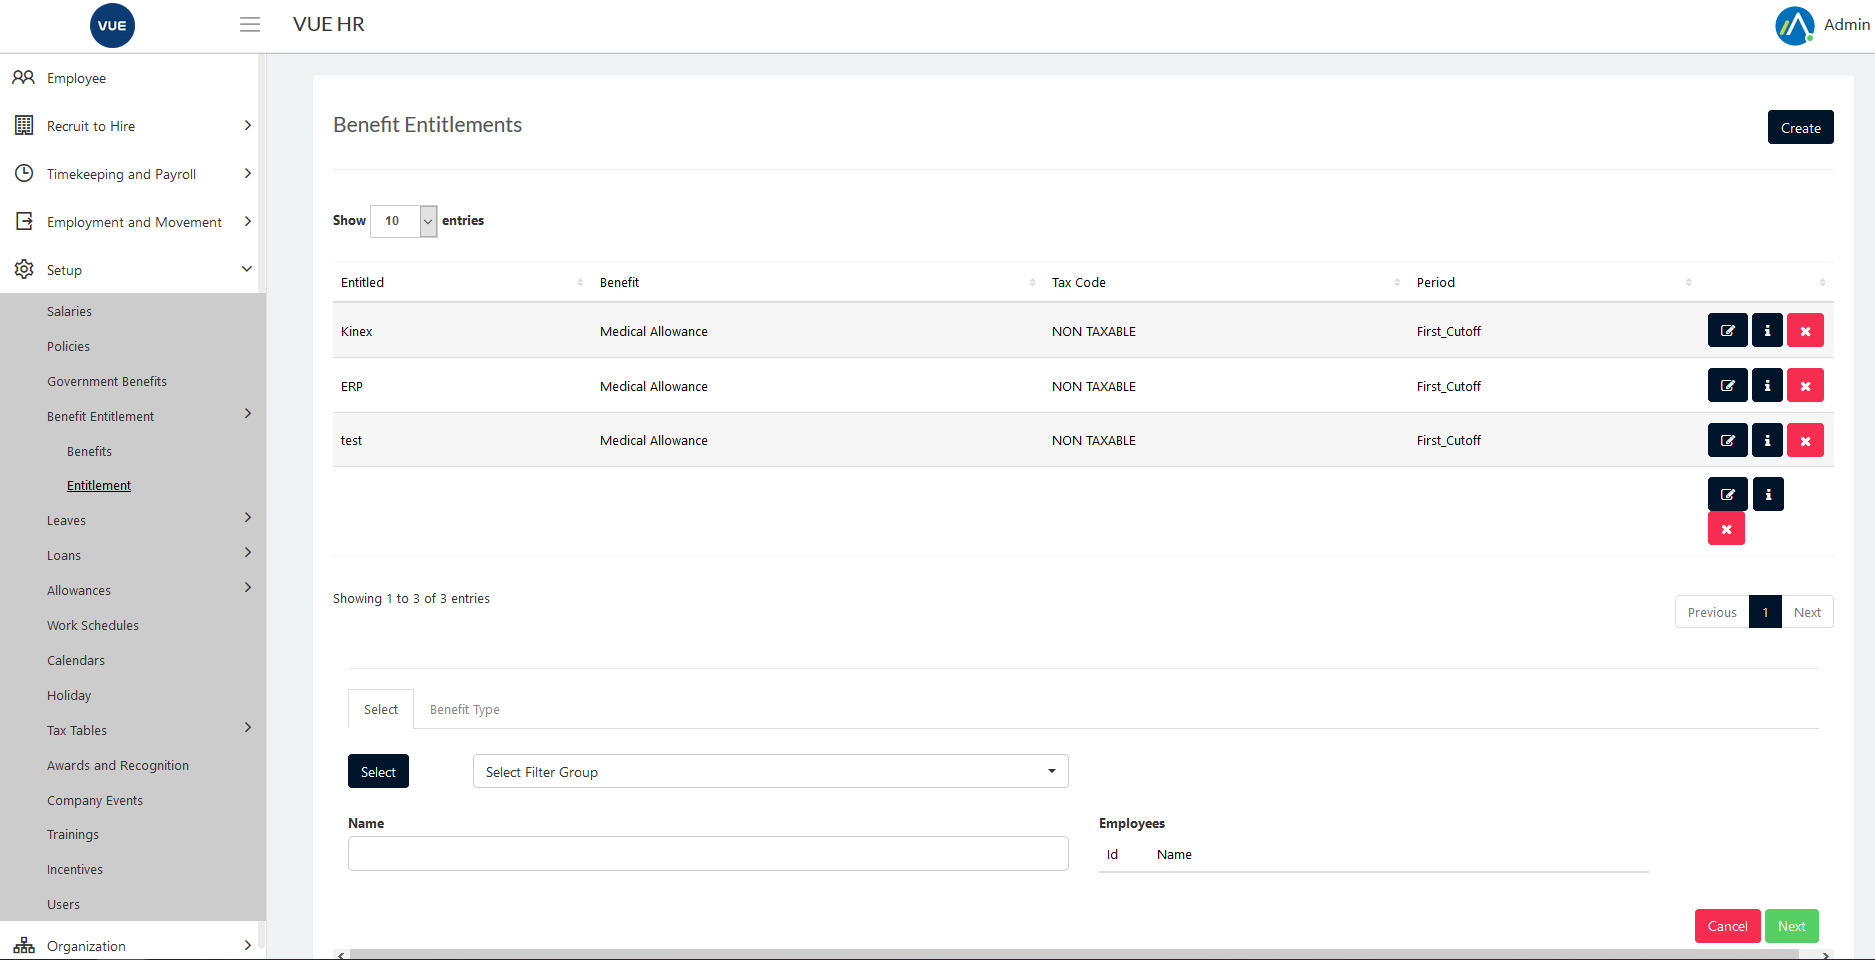 VUE
VUE HR
Admin
Employee
Recruit to Hire
Timekeeping and Payroll
Employment and Movement
Setup
Salaries
Policies
Government Benefits
Benefit Entitlement
Benefits
Entitlement
Leaves
Loans
Allowances
Work Schedules
Calendars
Holiday
Tax Tables
Awards and Recognition
Company Events
Trainings
Incentives
Users
Organization
Benefit Entitlements
Create
Show 10 entries
Entitled Benefit Tax Code Period
Kinex Medical Allowance NON TAXABLE First_Cutoff
ERP Medical Allowance NON TAXABLE First_Cutoff
test Medical Allowance NON TAXABLE First_Cutoff
Showing 1 to 3 of 3 entries
Previous 1 Next
Select Benefit Type
Select Select Filter Group
Name
Employees
Id Name
Cancel Next